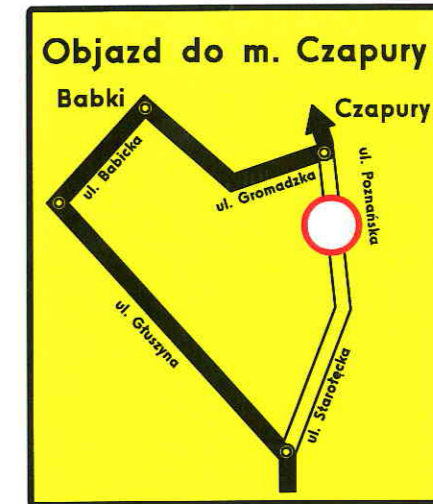 Objazd do m. Czapury
Babki
Czapury
ul. Babicka
ul. Gromadzka
ul. Poznańska
ul. Głuszyna
ul. Starołęcka